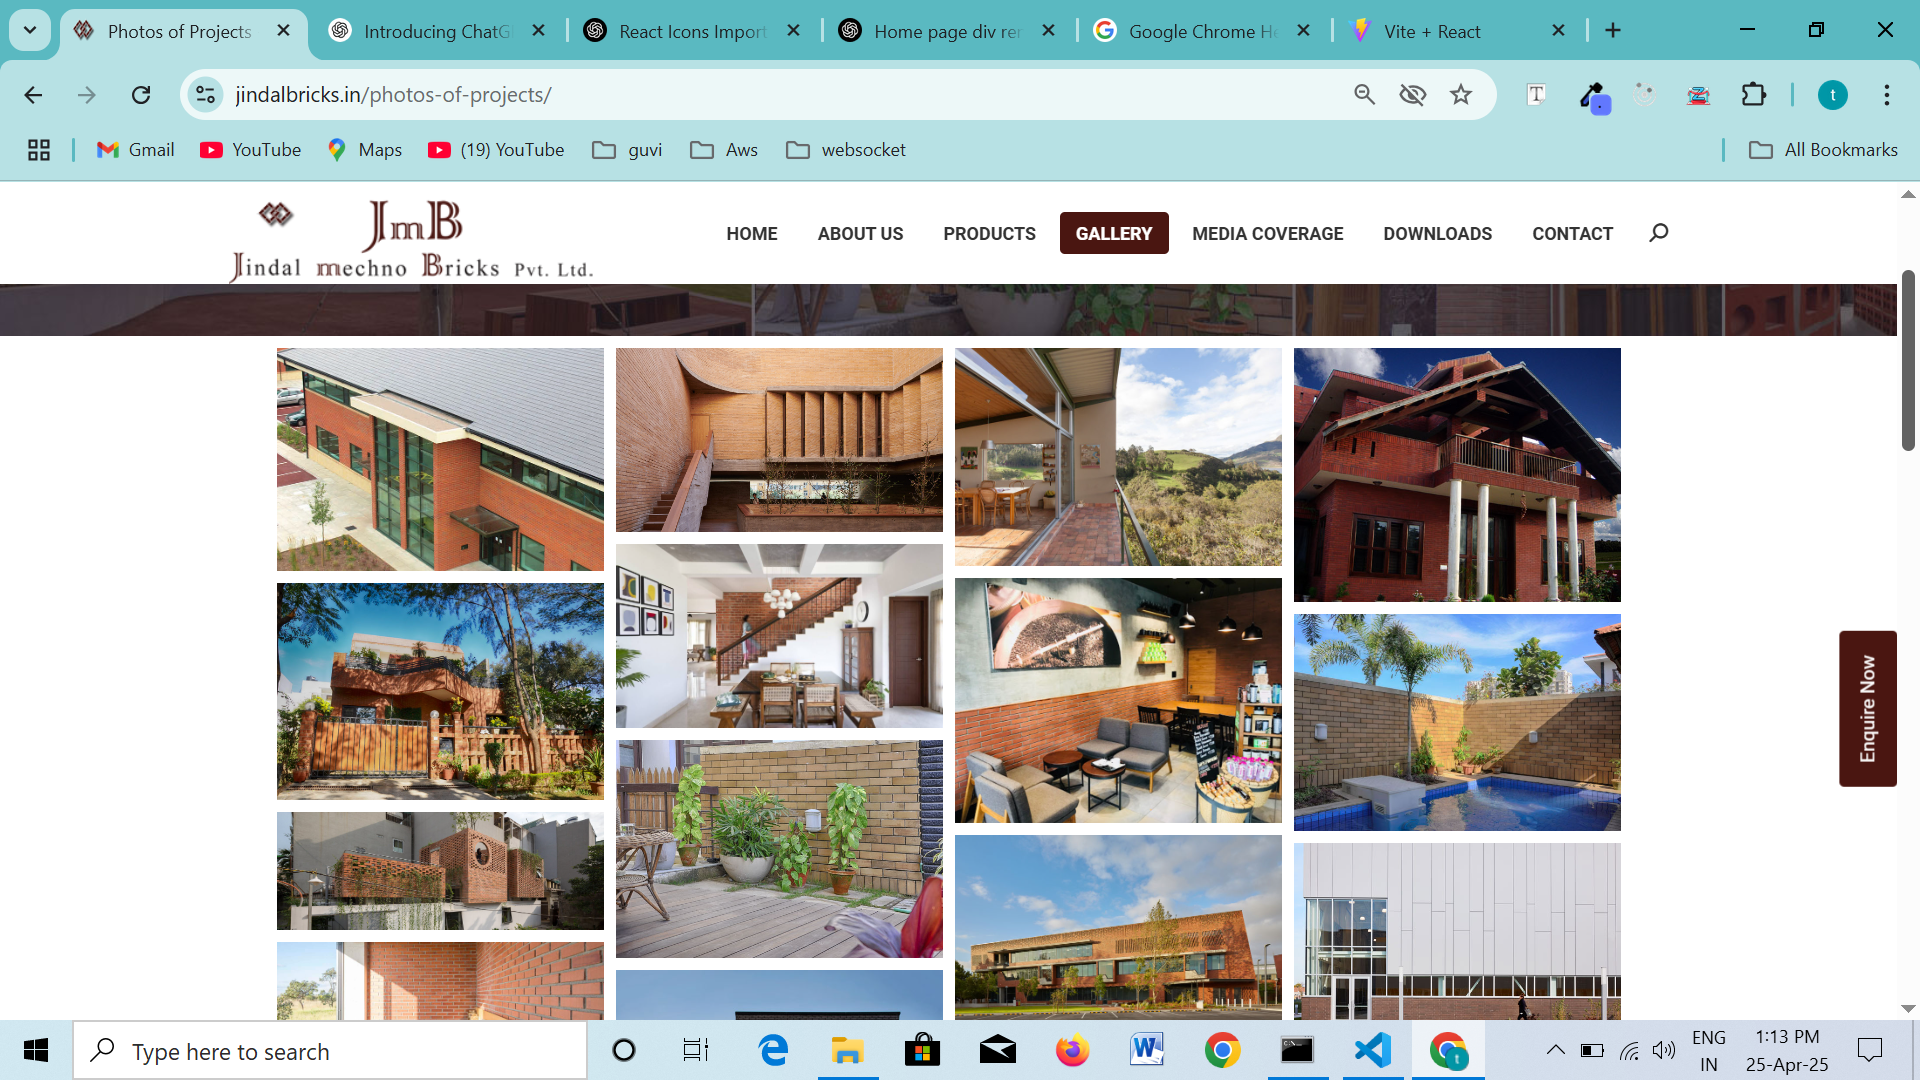 Photos of Projects
Introducing ChatG
React Icons Import
Home page div re
Google Chrome He
Vite + React
jindalbricks.in/photos-of-projects/
T
Z
t
Gmail
YouTube
Maps
(19) YouTube
guvi
Aws
websocket
All Bookmarks
JmB
Jindal mechno Bricks Pvt. Ltd.
HOME
ABOUT US
PRODUCTS
GALLERY
MEDIA COVERAGE
DOWNLOADS
CONTACT
Enquire Now
Type here to search
W
t
ENG
IN
1:13 PM
25-Apr-25